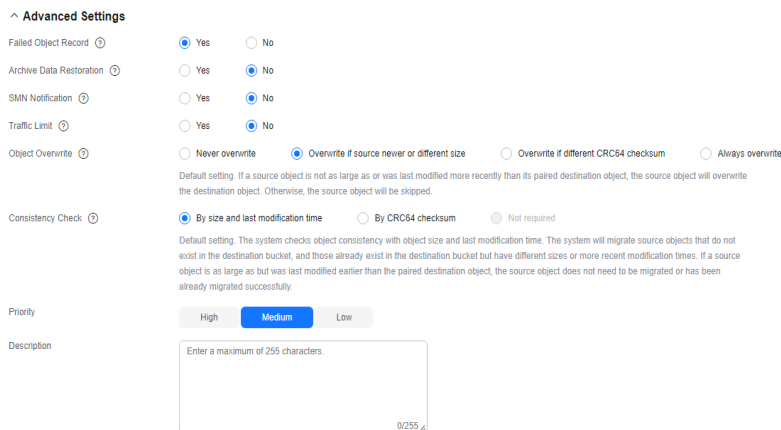 Advanced Settings
Failed Object Record ? Yes No
Archive Data Restoration ? Yes No
SMN Notification ? Yes No
Traffic Limit ? Yes No
Object Overwrite ? Never overwrite Overwrite if source newer or different size Overwrite if different CRC64 checksum Always overwrite
Default setting. If a source object is not as large as or was last modified more recently than its paired destination object, the source object will overwrite
the destination object. Otherwise, the source object will be skipped.
Consistency Check ? By size and last modification time By CRC64 checksum Not required
Default setting. The system checks object consistency with object size and last modification time. The system will migrate source objects that do not
exist in the destination bucket, and those already exist in the destination bucket but have different sizes or more recent modification times. If a source
object is as large as but was last modified earlier than the paired destination object, the source object does not need to be migrated or has been
already migrated successfully.
Priority High Medium Low
Description Enter a maximum of 255 characters.
0/255